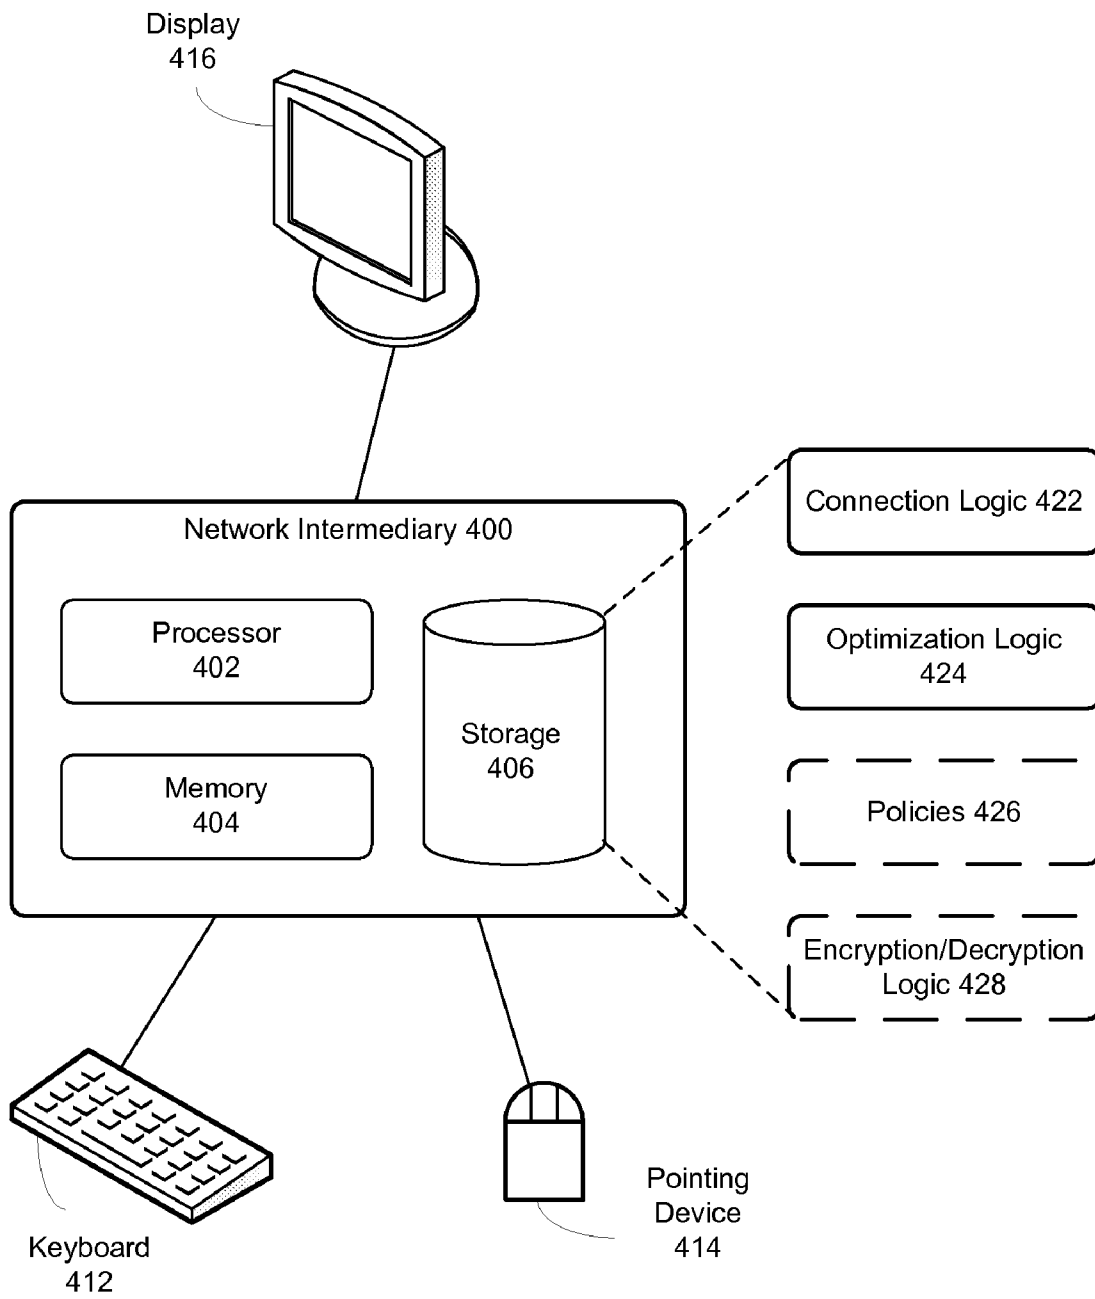 Display
416
Network Intermediary 400
Processor
402
Memory
404
Storage
406
Connection Logic 422
Optimization Logic
424
Policies 426
Encryption/Decryption
Logic 428
Keyboard
412
Pointing
Device
414